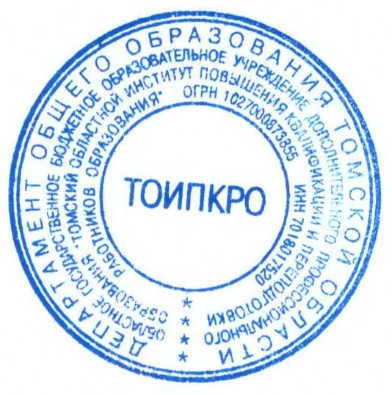 ДЕПАРТАМЕНТ ОБЩЕГО ОБРАЗОВАНИЯ ТОМСКОЙ ОБЛАСТИ
ОБЛАСТНОЕ ГОСУДАРСТВЕННОЕ БЮДЖЕТНОЕ ОБРАЗОВАТЕЛЬНОЕ УЧРЕЖДЕНИЕ ДОПОЛНИТЕЛЬНОГО ПРОФЕССИОНАЛЬНОГО
ОБРАЗОВАНИЯ "ТОМСКИЙ ОБЛАСТНОЙ ИНСТИТУТ ПОВЫШЕНИЯ КВАЛИФИКАЦИИ И ПЕРЕПОДГОТОВКИ
РАБОТНИКОВ ОБРАЗОВАНИЯ" ОГРН 1027000873855 ИНН 7018017520
ТОИПКРО
* * * *